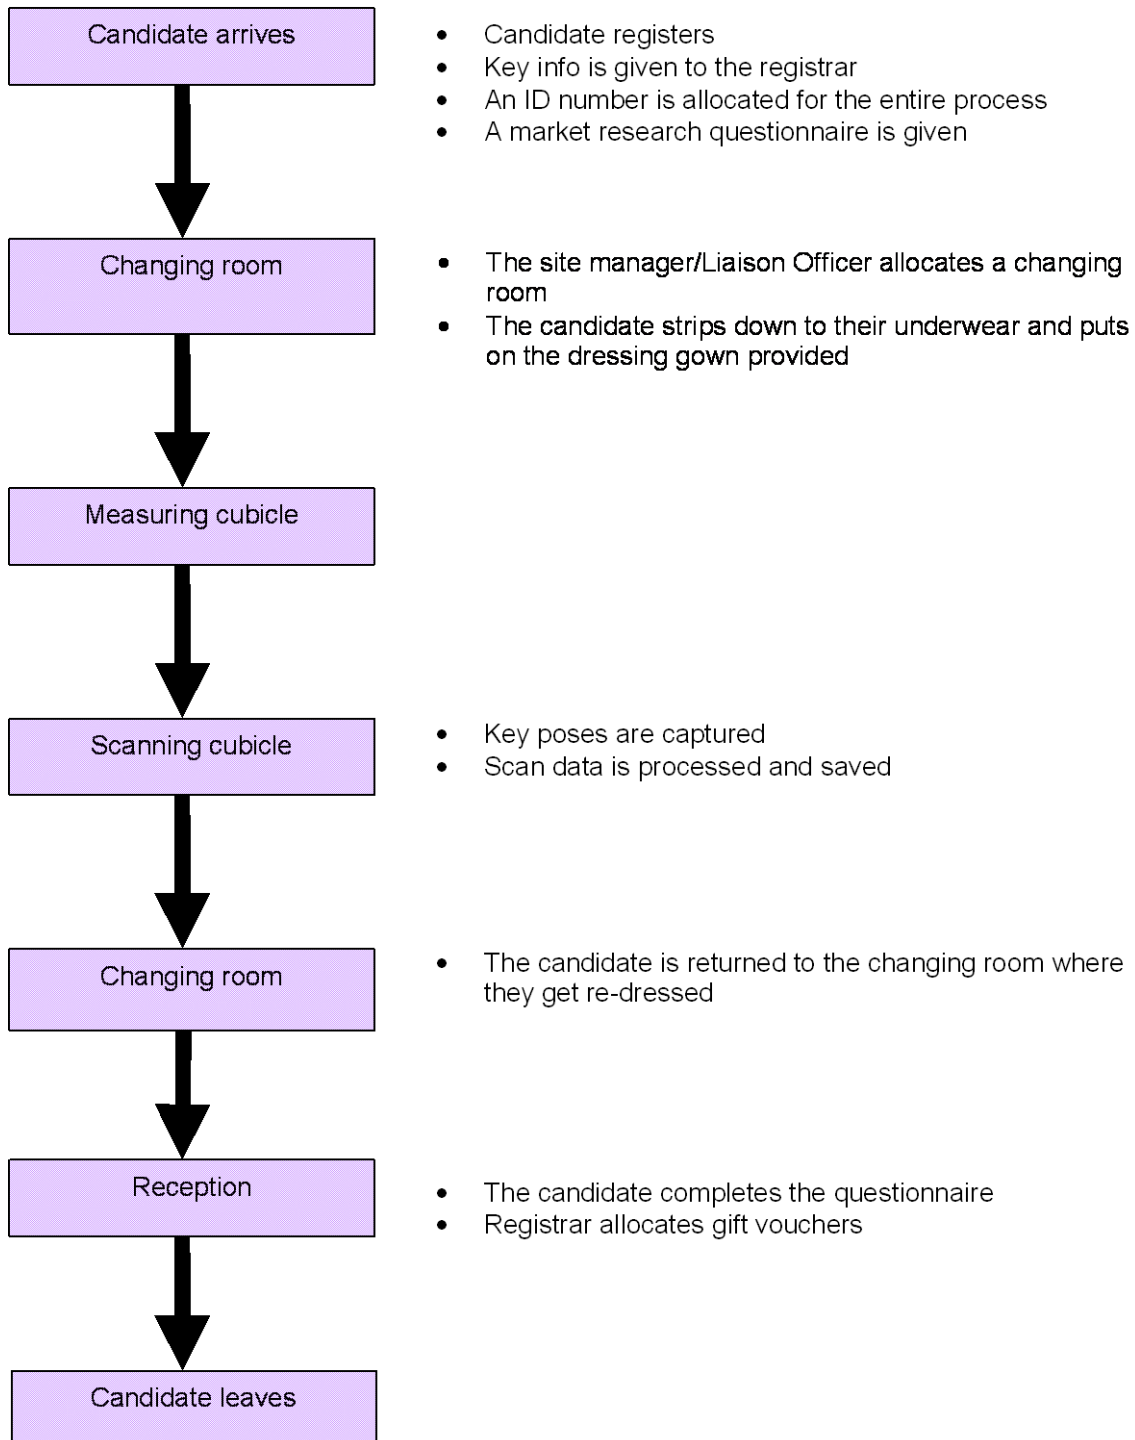 Candidate arrives
• Candidate registers
• Key info is given to the registrar
• An ID number is allocated for the entire process
• A market research questionnaire is given
Changing room
• The site manager/Liaison Officer allocates a changing
room
• The candidate strips down to their underwear and puts
on the dressing gown provided
Measuring cubicle
Scanning cubicle
• Key poses are captured
• Scan data is processed and saved
Changing room
• The candidate is returned to the changing room where
they get re-dressed
Reception
• The candidate completes the questionnaire
• Registrar allocates gift vouchers
Candidate leaves